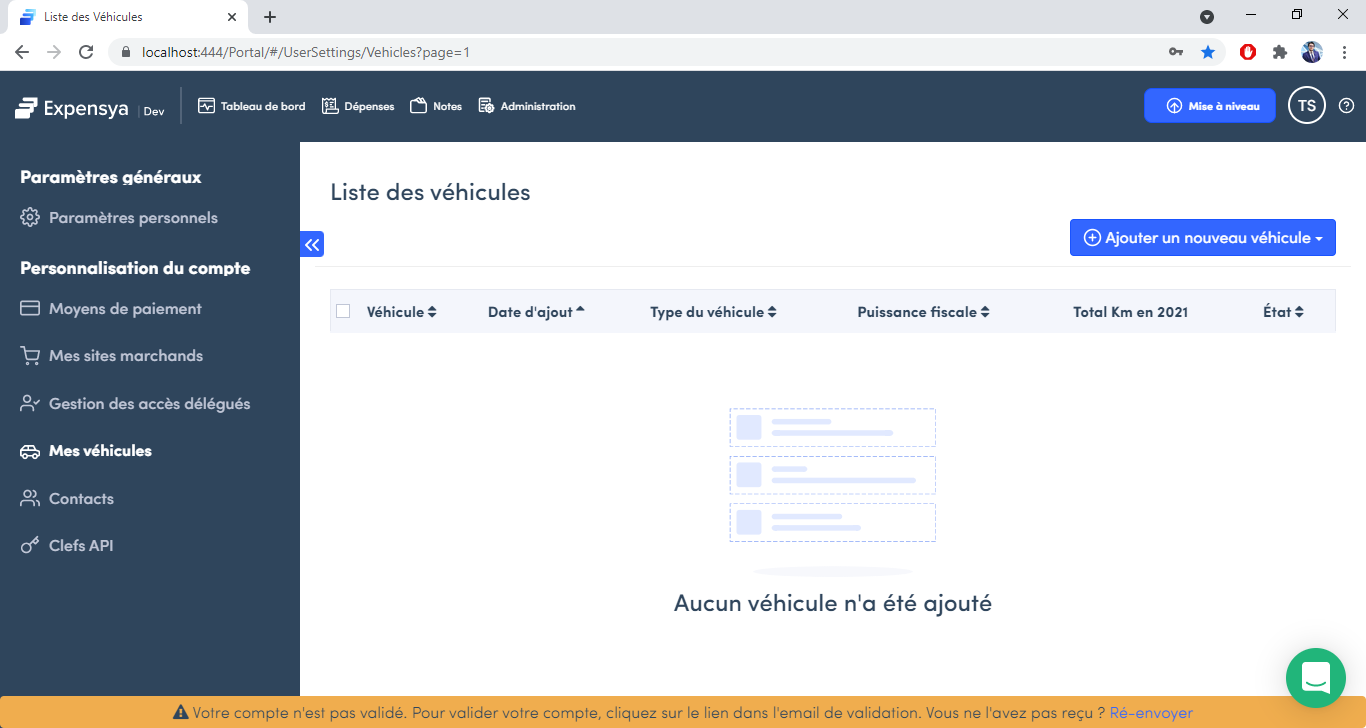 Liste des Véhicules
localhost:444/Portal/#/UserSettings/Vehicles?page=1
Expensya Dev
Tableau de bord
Dépenses
Notes
Administration
Mise à niveau
TS
Paramètres généraux
Paramètres personnels
Personnalisation du compte
Moyens de paiement
Mes sites marchands
Gestion des accès délégués
Mes véhicules
Contacts
Clefs API
Liste des véhicules
Ajouter un nouveau véhicule
Véhicule
Date d'ajout
Type du véhicule
Puissance fiscale
Total Km en 2021
État
Aucun véhicule n'a été ajouté
Votre compte n'est pas validé. Pour valider votre compte, cliquez sur le lien dans l'email de validation. Vous ne l'avez pas reçu ? Ré-envoyer